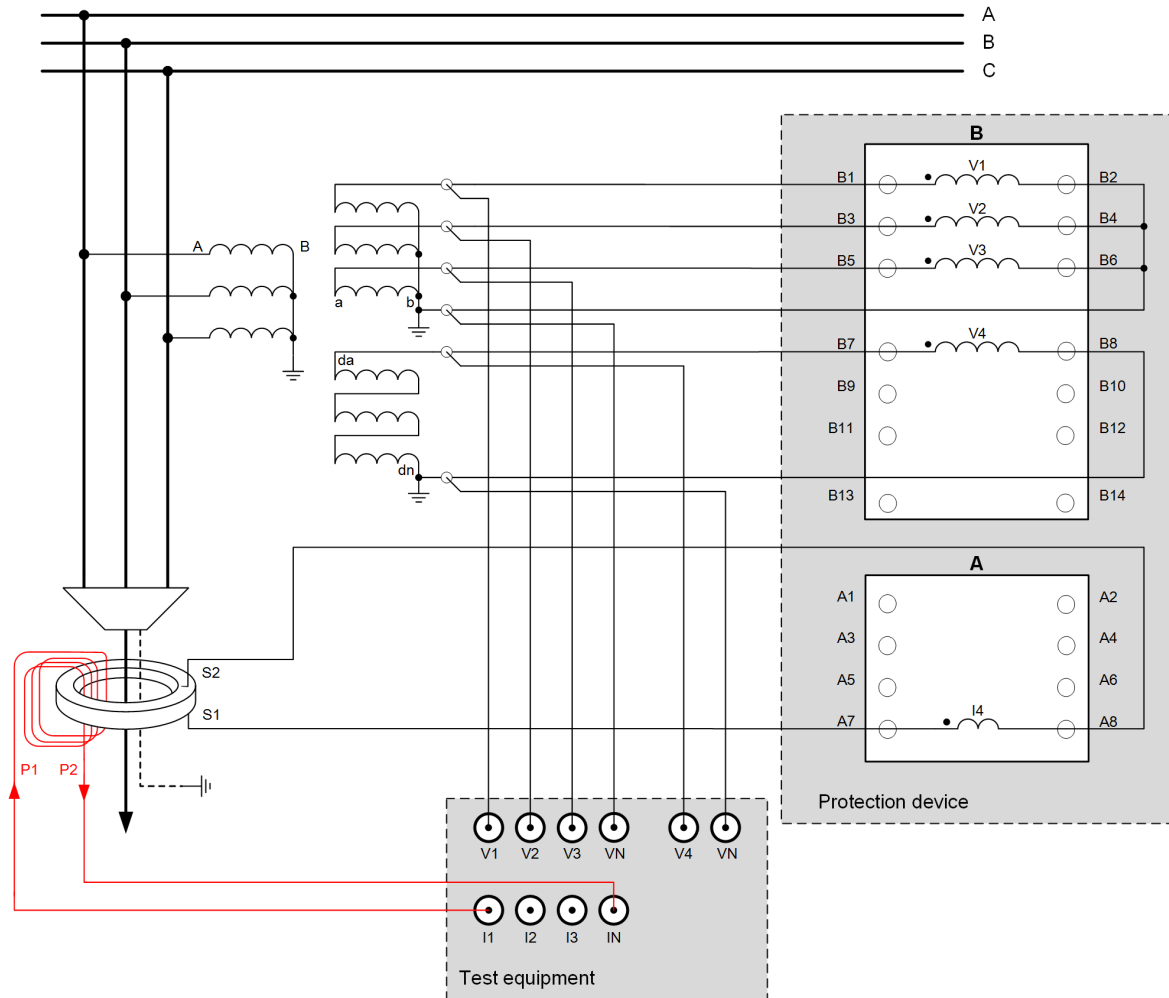 A
B
C
B
B1 V1 B2
B3 V2 B4
A B
B5 V3 B6
a b
da
B7 V4 B8
B9 B10
B11 B12
dn
B13 B14
A
A1 A2
A3 A4
S2
A5 A6
S1
A7 I4 A8
P1 P2
Protection device
V1 V2 V3 VN V4 VN
I1 I2 I3 IN
Test equipment